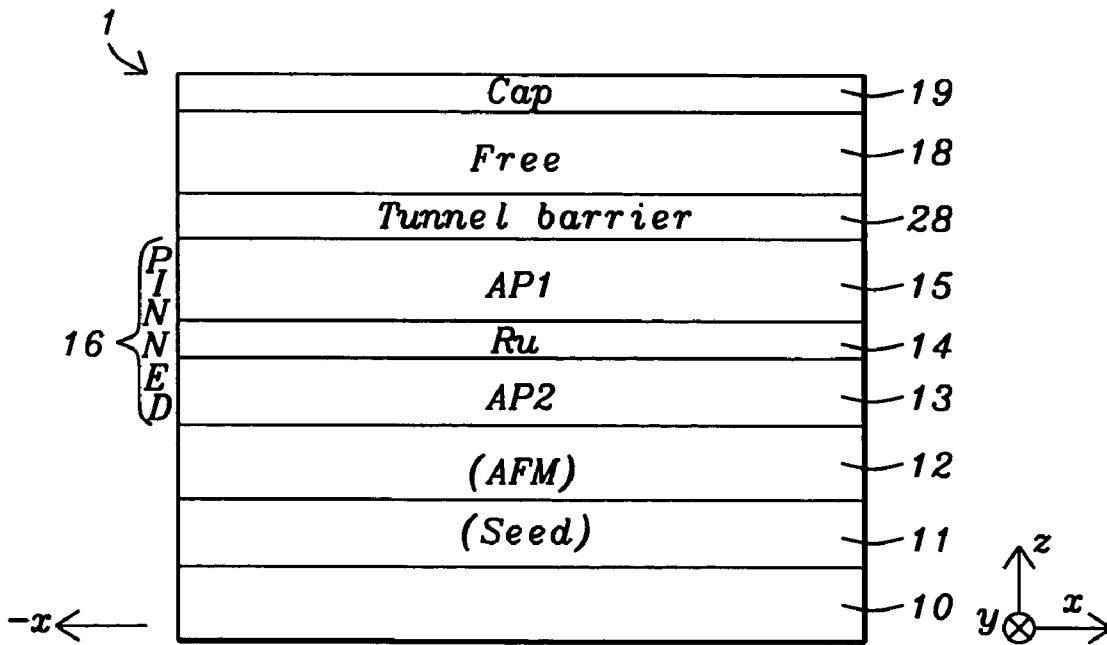 1
Cap 19
Free 18
Tunnel barrier 28
16 PINNED
AP1 15
Ru 14
AP2 13
(AFM) 12
(Seed) 11
10
-x
z
y
x